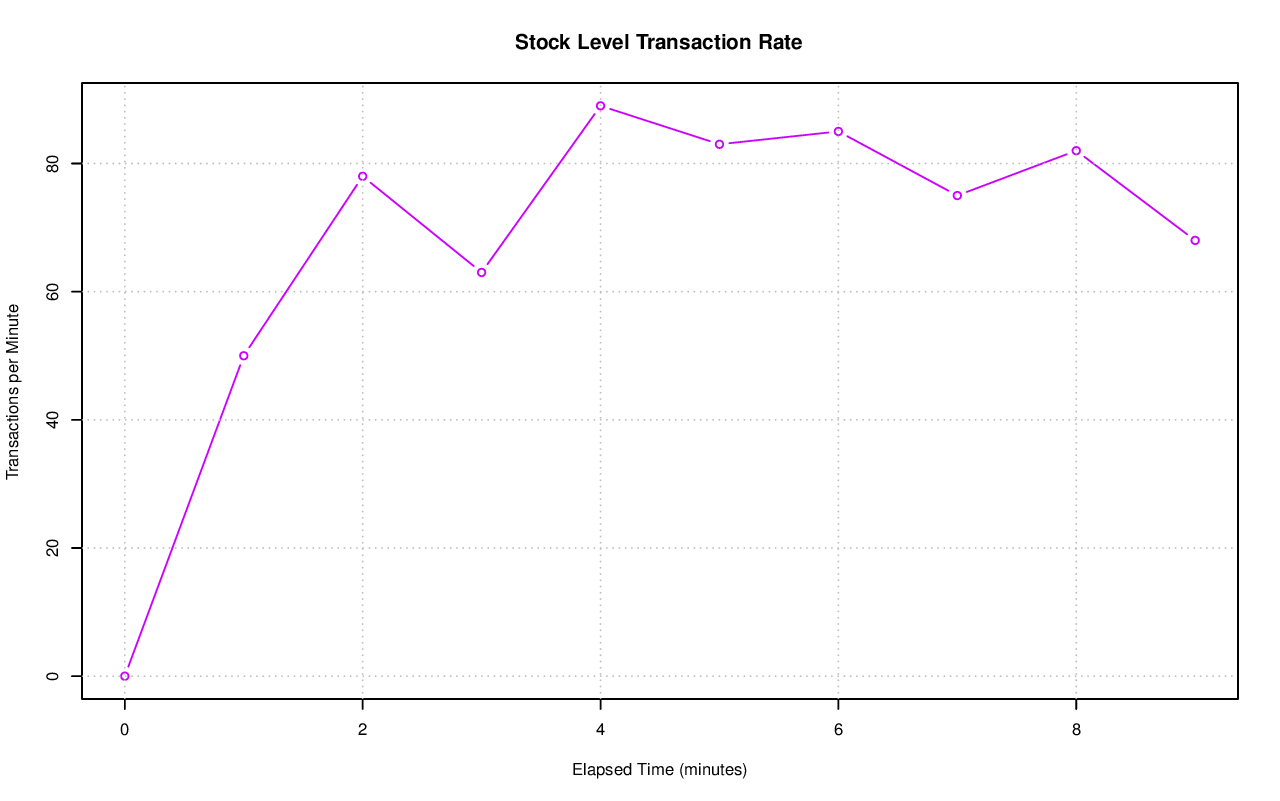 Stock Level Transaction Rate
Transactions per Minute
80
60
40
20
0
0 2 4 6 8
Elapsed Time (minutes)